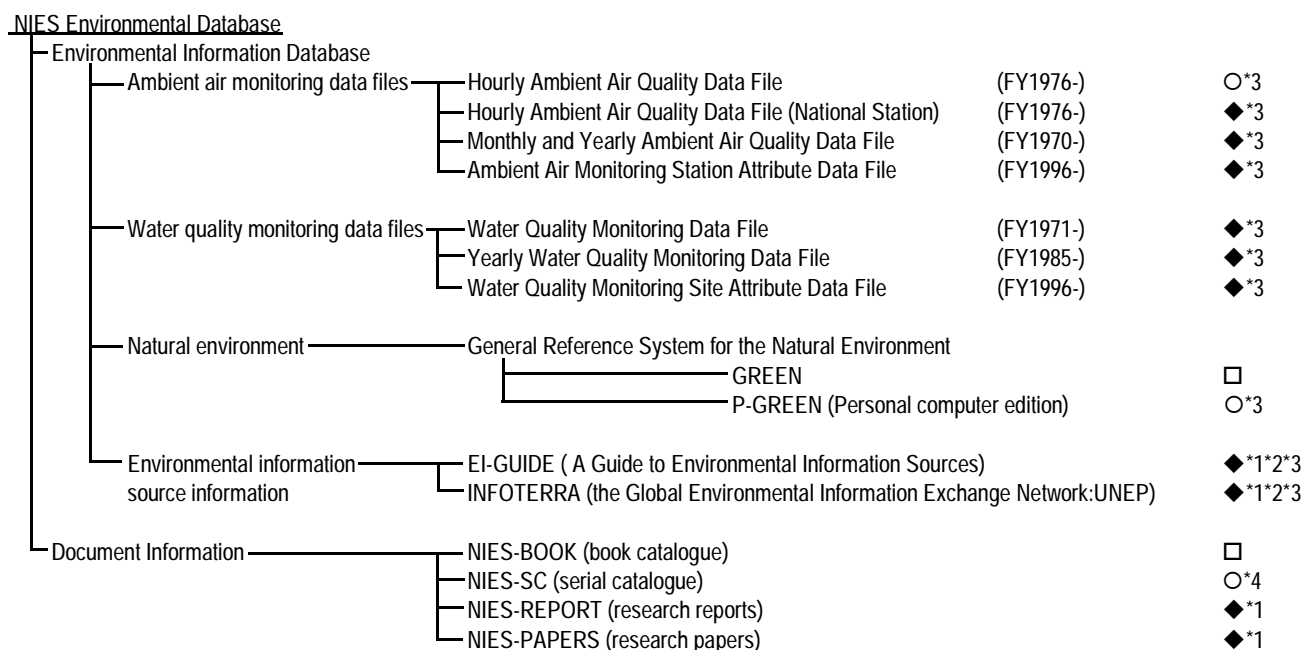 NIES Environmental Database
Environmental Information Database
Ambient air monitoring data files Hourly Ambient Air Quality Data File (FY1976-) ○*3
Hourly Ambient Air Quality Data File (National Station) (FY1976-) ◆*3
Monthly and Yearly Ambient Air Quality Data File (FY1970-) ◆*3
Ambient Air Monitoring Station Attribute Data File (FY1996-) ◆*3
Water quality monitoring data files Water Quality Monitoring Data File (FY1971-) ◆*3
Yearly Water Quality Monitoring Data File (FY1985-) ◆*3
Water Quality Monitoring Site Attribute Data File (FY1996-) ◆*3
Natural environment General Reference System for the Natural Environment
GREEN □
P-GREEN (Personal computer edition) ○*3
Environmental information EI-GUIDE ( A Guide to Environmental Information Sources) ◆*1*2*3
source information INFOTERRA (the Global Environmental Information Exchange Network:UNEP) ◆*1*2*3
Document Information NIES-BOOK (book catalogue) □
NIES-SC (serial catalogue) ○*4
NIES-REPORT (research reports) ◆*1
NIES-PAPERS (research papers) ◆*1